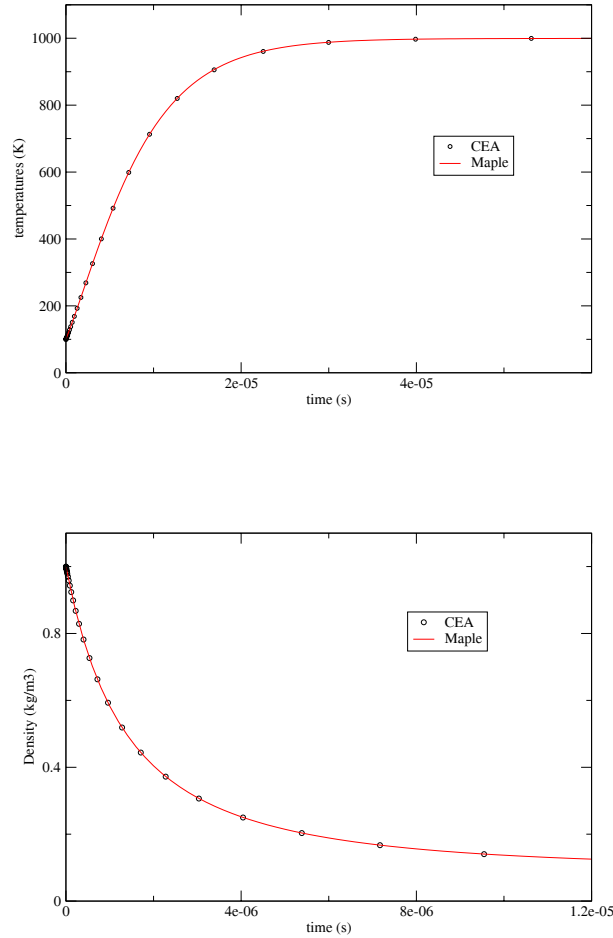 1000
800
600
400
200
0
temperatures (K)
CEA
Maple
0
2e-05
4e-05
time (s)
0.8
0.4
0
Density (kg/m3)
CEA
Maple
0
4e-06
8e-06
1.2e-05
time (s)